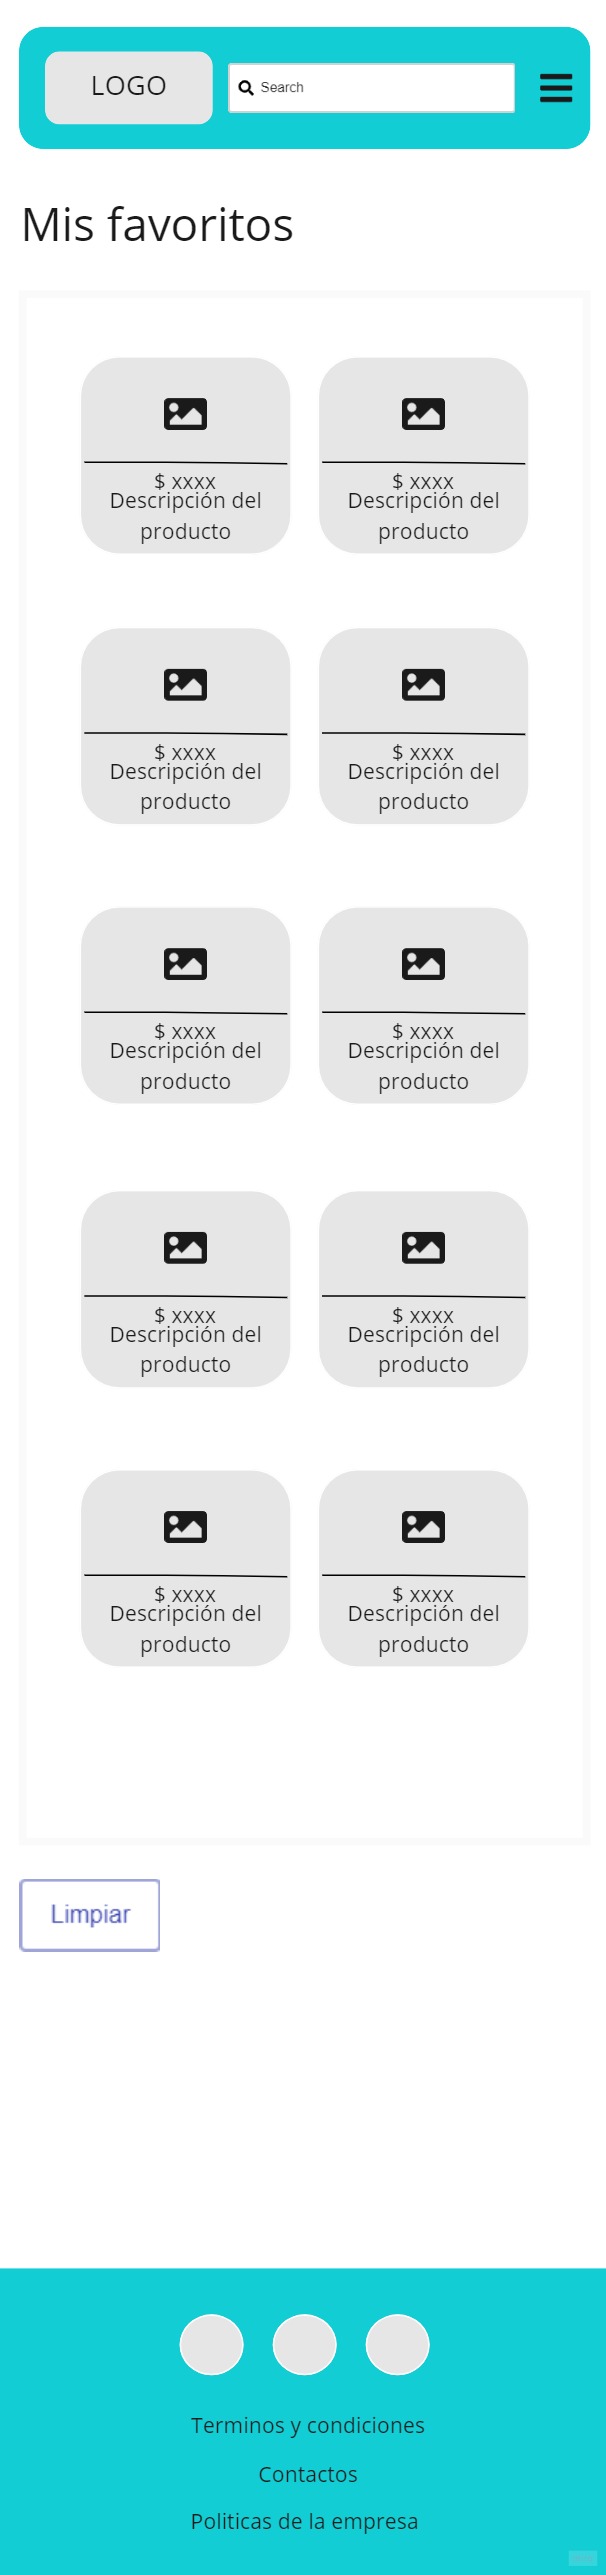 LOGO
Search
Mis favoritos
$ xxxx
Descripción del
producto
$ xxxx
Descripción del
producto
$ xxxx
Descripción del
producto
$ xxxx
Descripción del
producto
$ xxxx
Descripción del
producto
$ xxxx
Descripción del
producto
$ xxxx
Descripción del
producto
$ xxxx
Descripción del
producto
$ xxxx
Descripción del
producto
$ xxxx
Descripción del
producto
Limpiar
Terminos y condiciones
Contactos
Politicas de la empresa